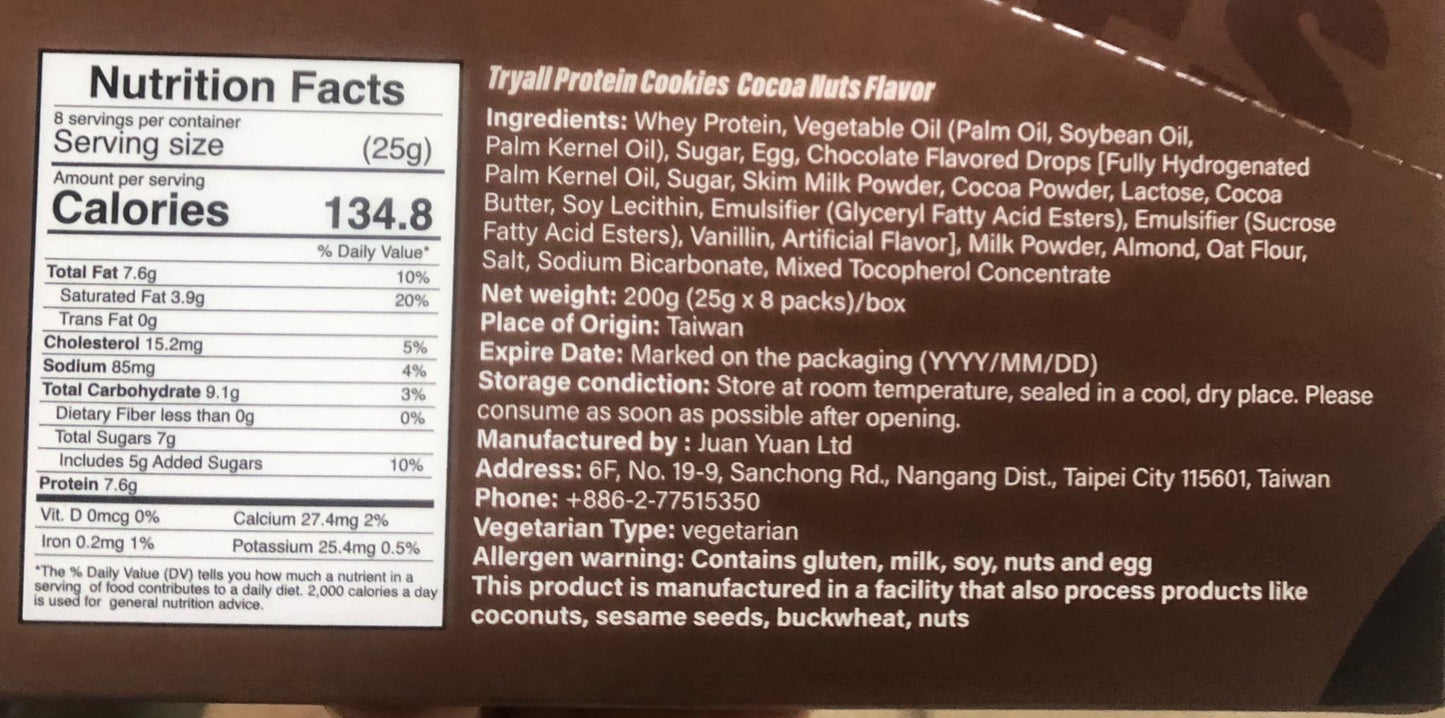 Nutrition Facts
8 servings per container
Serving size (25g)
Amount per serving
Calories 134.8
% Daily Value*
Total Fat 7.6g 10%
Saturated Fat 3.9g 20%
Trans Fat 0g
Cholesterol 15.2mg 5%
Sodium 85mg 4%
Total Carbohydrate 9.1g 3%
Dietary Fiber less than 0g 0%
Total Sugars 7g
Includes 5g Added Sugars 10%
Protein 7.6g
Vit. D 0mcg 0% Calcium 27.4mg 2%
Iron 0.2mg 1% Potassium 25.4mg 0.5%
*The % Daily Value (DV) tells you how much a nutrient in a
serving of food contributes to a daily diet. 2,000 calories a day
is used for general nutrition advice.
Tryall Protein Cookies Cocoa Nuts Flavor
Ingredients: Whey Protein, Vegetable Oil (Palm Oil, Soybean Oil,
Palm Kernel Oil), Sugar, Egg, Chocolate Flavored Drops [Fully Hydrogenated
Palm Kernel Oil, Sugar, Skim Milk Powder, Cocoa Powder, Lactose, Cocoa
Butter, Soy Lecithin, Emulsifier (Glyceryl Fatty Acid Esters), Emulsifier (Sucrose
Fatty Acid Esters), Vanillin, Artificial Flavor], Milk Powder, Almond, Oat Flour,
Salt, Sodium Bicarbonate, Mixed Tocopherol Concentrate
Net weight: 200g (25g x 8 packs)/box
Place of Origin: Taiwan
Expire Date: Marked on the packaging (YYYY/MM/DD)
Storage condiction: Store at room temperature, sealed in a cool, dry place. Please
consume as soon as possible after opening.
Manufactured by : Juan Yuan Ltd
Address: 6F, No. 19-9, Sanchong Rd., Nangang Dist., Taipei City 115601, Taiwan
Phone: +886-2-77515350
Vegetarian Type: vegetarian
Allergen warning: Contains gluten, milk, soy, nuts and egg
This product is manufactured in a facility that also process products like
coconuts, sesame seeds, buckwheat, nuts